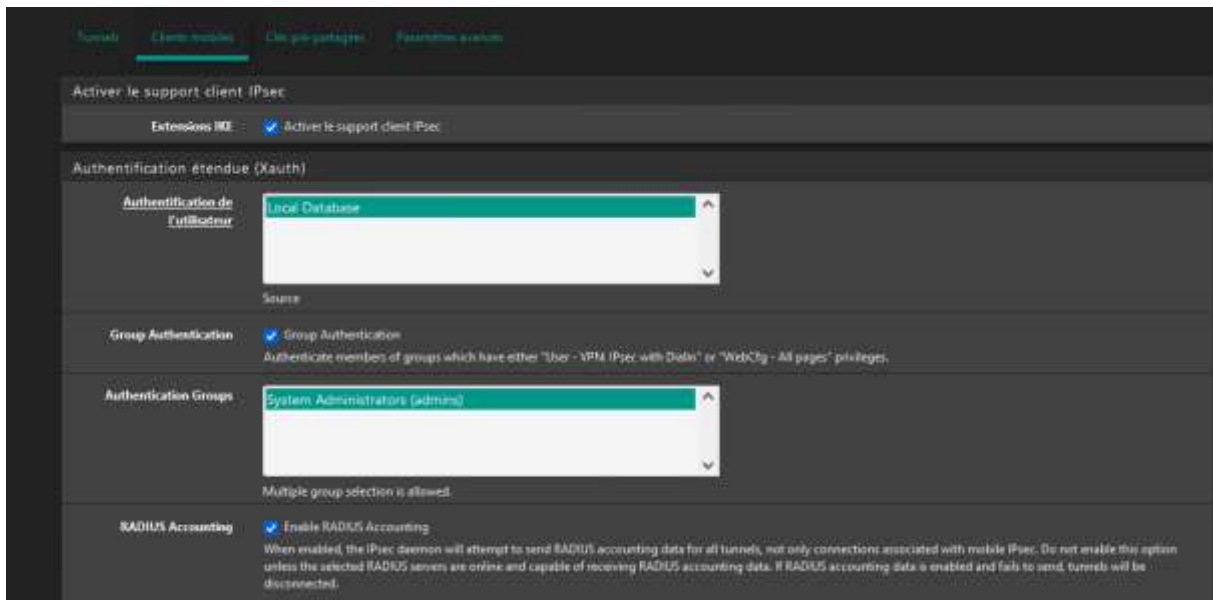 Tunnels Clients mobiles Clés pré-partagées Paramètres avancés
Activer le support client IPsec
Extensions IKE Activer le support client IPsec
Authentification étendue (Xauth)
Authentification de
l'utilisateur
Local Database
Source
Group Authentication Group Authentication
Authenticate members of groups which have either "User - VPN: IPsec with Dialin" or "WebCfg - All pages" privileges.
Authentication Groups System Administrators (admins)
Multiple group selection is allowed.
RADIUS Accounting Enable RADIUS Accounting
When enabled, the IPsec daemon will attempt to send RADIUS accounting data for all tunnels, not only connections associated with mobile IPsec. Do not enable this option
unless the selected RADIUS servers are online and capable of receiving RADIUS accounting data. If RADIUS accounting data is enabled and fails to send, tunnels will be
disconnected.